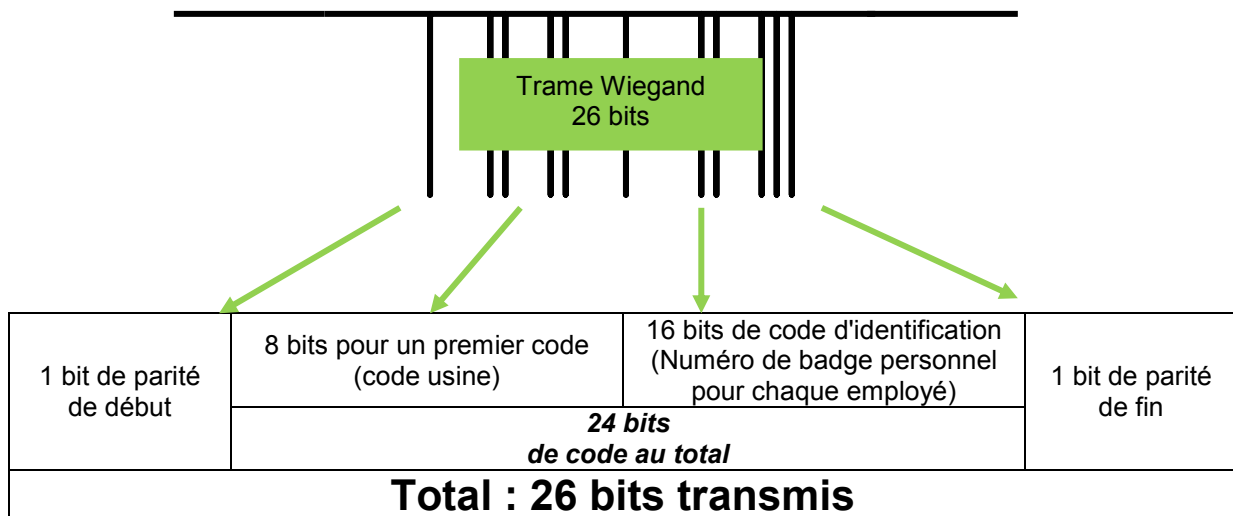 Trame Wiegand
26 bits
1 bit de parité
de début
8 bits pour un premier code
(code usine)
16 bits de code d'identification
(Numéro de badge personnel
pour chaque employé)
1 bit de parité
de fin
24 bits
de code au total
Total : 26 bits transmis